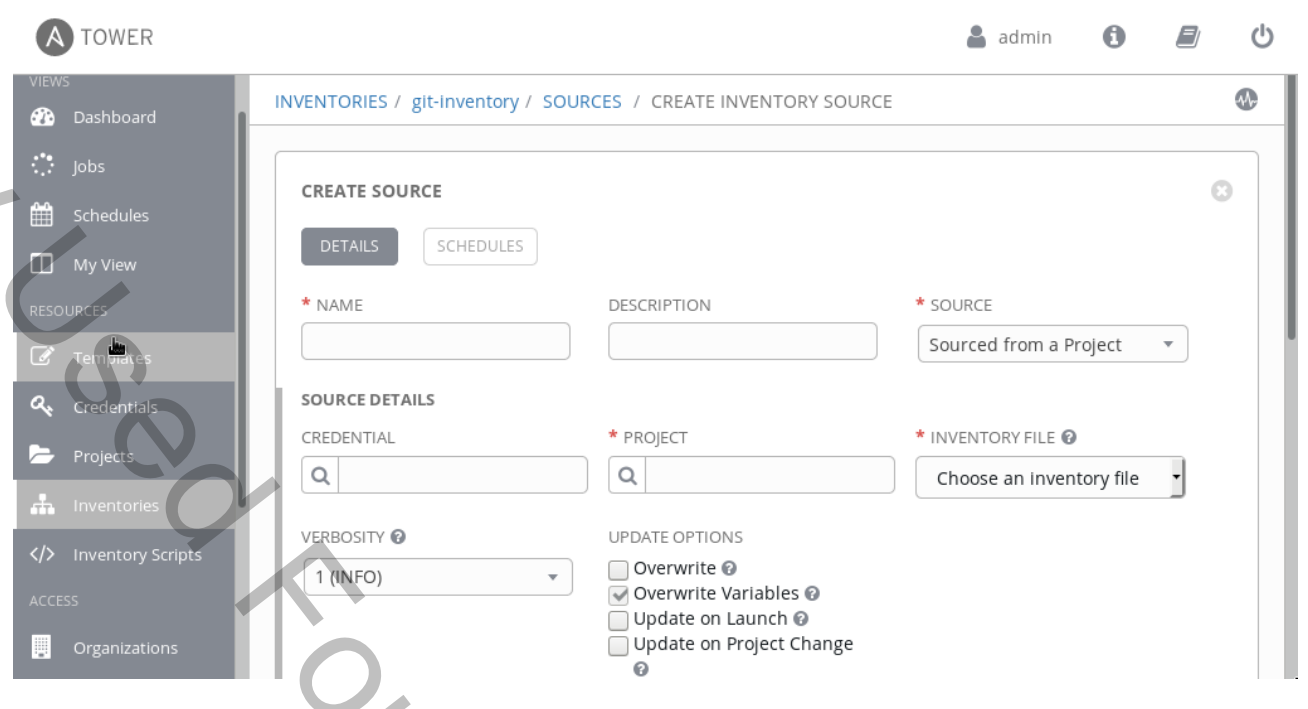 A TOWER
admin
VIEWS
Dashboard
Jobs
Schedules
My View
RESOURCES
Templates
Credentials
Projects
Inventories
Inventory Scripts
ACCESS
Organizations
INVENTORIES / git-inventory / SOURCES / CREATE INVENTORY SOURCE
CREATE SOURCE
DETAILS SCHEDULES
* NAME DESCRIPTION * SOURCE
Sourced from a Project
SOURCE DETAILS
CREDENTIAL * PROJECT * INVENTORY FILE ?
Choose an inventory file
VERBOSITY ? UPDATE OPTIONS
1 (INFO)
Overwrite ?
Overwrite Variables ?
Update on Launch ?
Update on Project Change
?
Used Fo